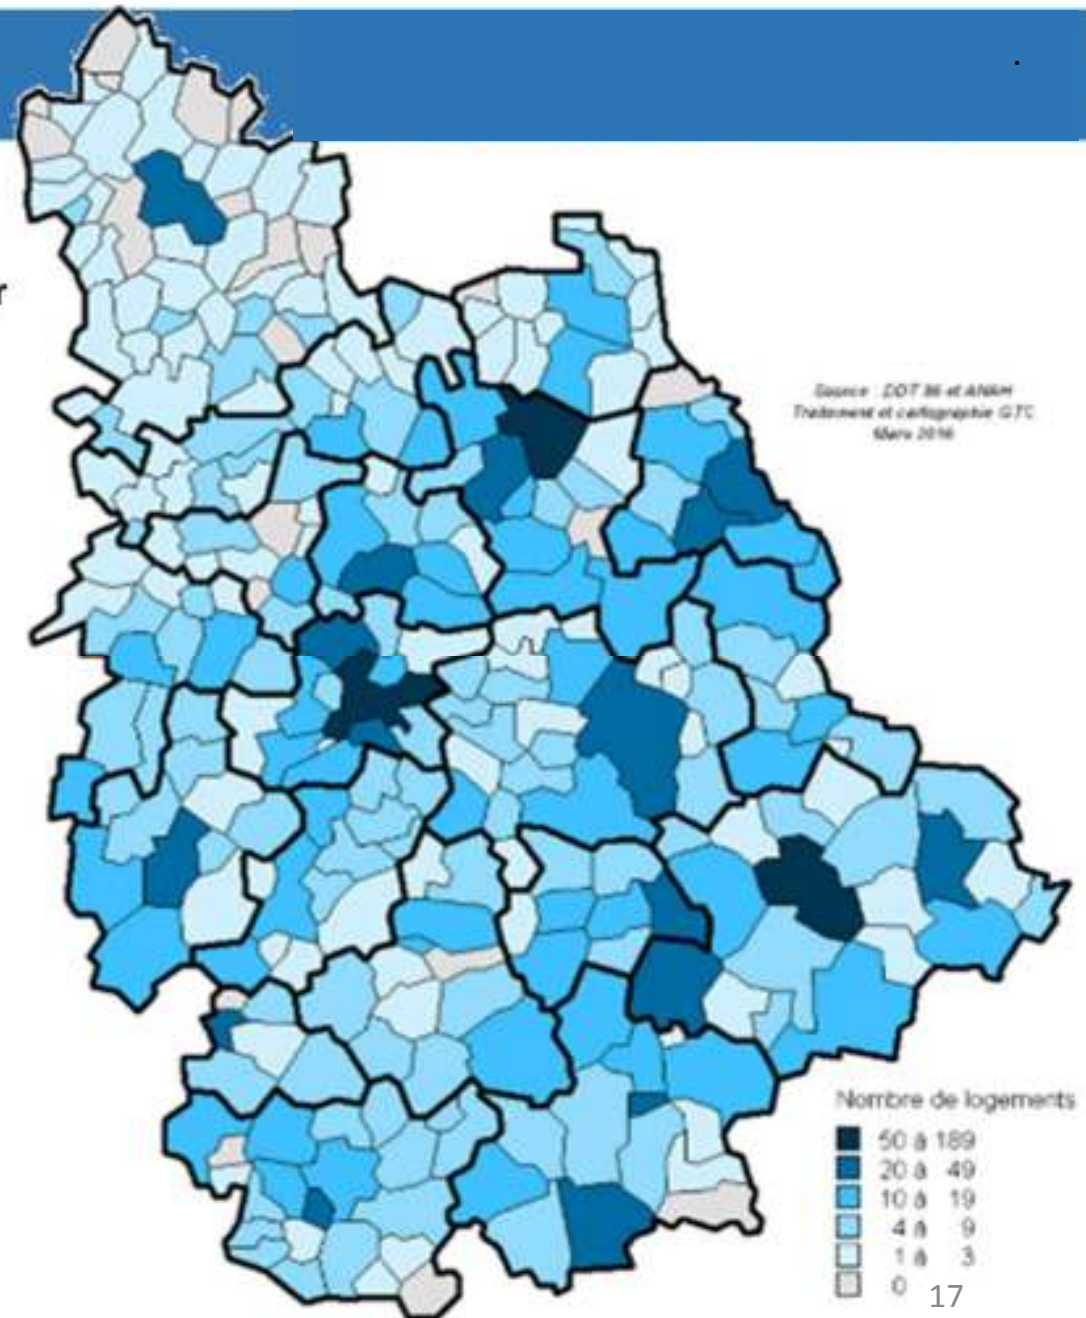 r
.
Source : DDT 86 et ANAH
Traitement et cartographie GTC
Mars 2016
Nombre de logements
50 à 189
20 à 49
10 à 19
4 à 9
1 à 3
0
17